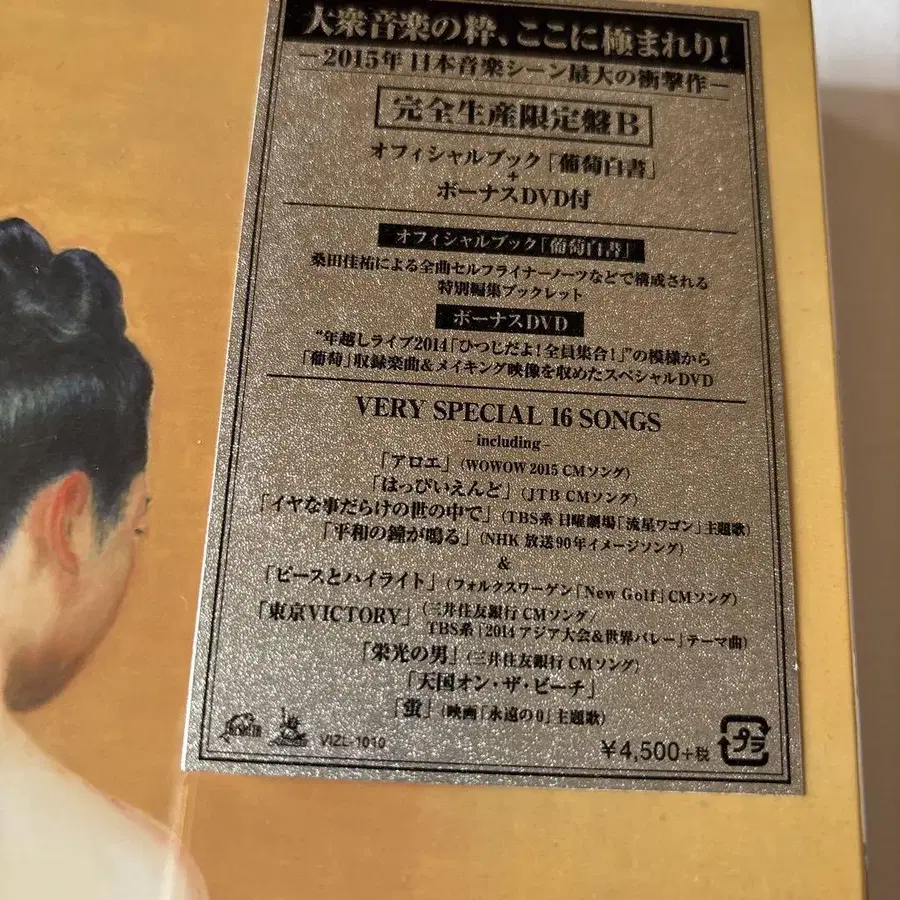 大衆音楽の粋、ここに極まれり!
—2015年 日本音楽シーン最大の衝撃作—
完全生産限定盤B
オフィシャルブック「葡萄白書」
+
ボーナスDVD付
オフィシャルブック「葡萄白書」
桑田佳祐による全曲セルフライナーノーツなどで構成される
特別編集ブックレット
ボーナスDVD
“年越しライブ2014「ひつじだよ!全員集合!」”の模様から
「葡萄」収録楽曲&メイキング映像を収めたスペシャルDVD
VERY SPECIAL 16 SONGS
–including–
「アロエ」(WOWOW 2015 CMソング)
「はっぴいえんど」(JTB CMソング)
「イヤな事だらけの世の中で」(TBS系 日曜劇場「流星ワゴン」主題歌)
「平和の鐘が鳴る」(NHK 放送90年イメージソング)
&
「ピースとハイライト」(フォルクスワーゲン「New Golf」CMソング)
「東京VICTORY」(三井住友銀行 CMソング/
TBS系「2014アジア大会&世界バレー」テーマ曲)
「栄光の男」(三井住友銀行 CMソング)
「天国オン・ザ・ビーチ」
「蛍」(映画「永遠の0」主題歌)
VIZL-1010
¥4,500+税
プラ